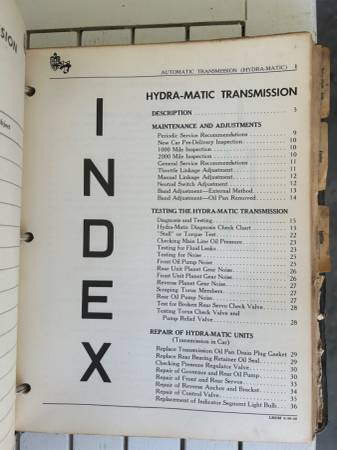 SSION
AUTOMATIC TRANSMISSION (HYDRA-MATIC) 1
INDEX
HYDRA-MATIC TRANSMISSION
DESCRIPTION 3
MAINTENANCE AND ADJUSTMENTS
Periodic Service Recommendations 9
New Car Pre-Delivery Inspection 10
1000 Mile Inspection 10
2000 Mile Inspection 10
General Service Recommendations 11
Throttle Linkage Adjustment 11
Manual Linkage Adjustment 12
Neutral Switch Adjustment 12
Band Adjustment—External Method 13
Band Adjustment—Oil Pan Removed 14
TESTING THE HYDRA-MATIC TRANSMISSION
Diagnosis and Testing 15
Hydra-Matic Diagnosis Check Chart 13
"Stall" or Torque Test 22
Checking Main Line Oil Pressure 23
Testing for Fluid Leaks 23
Testing for Noise 25
Front Oil Pump Noise 25
Rear Unit Planet Gear Noise 26
Front Unit Planet Gear Noise 26
Reverse Planet Gear Noise 27
Scraping Torus Members 27
Rear Oil Pump Noise 27
Test for Broken Rear Servo Check Valve 28
Testing Torus Check Valve and
Pump Relief Valve 28
REPAIR OF HYDRA-MATIC UNITS
(Transmission in Car)
Replace Transmission Oil Pan Drain Plug Gasket 29
Replace Rear Bearing Retainer Oil Seal 29
Checking Pressure Regulator Valve 30
Repair of Governor and Rear Oil Pump 30
Repair of Front and Rear Servos 33
Repair of Reverse Anchor and Bracket 34
Repair of Control Valve 35
Replacement of Indicator Segment Light Bulb 36